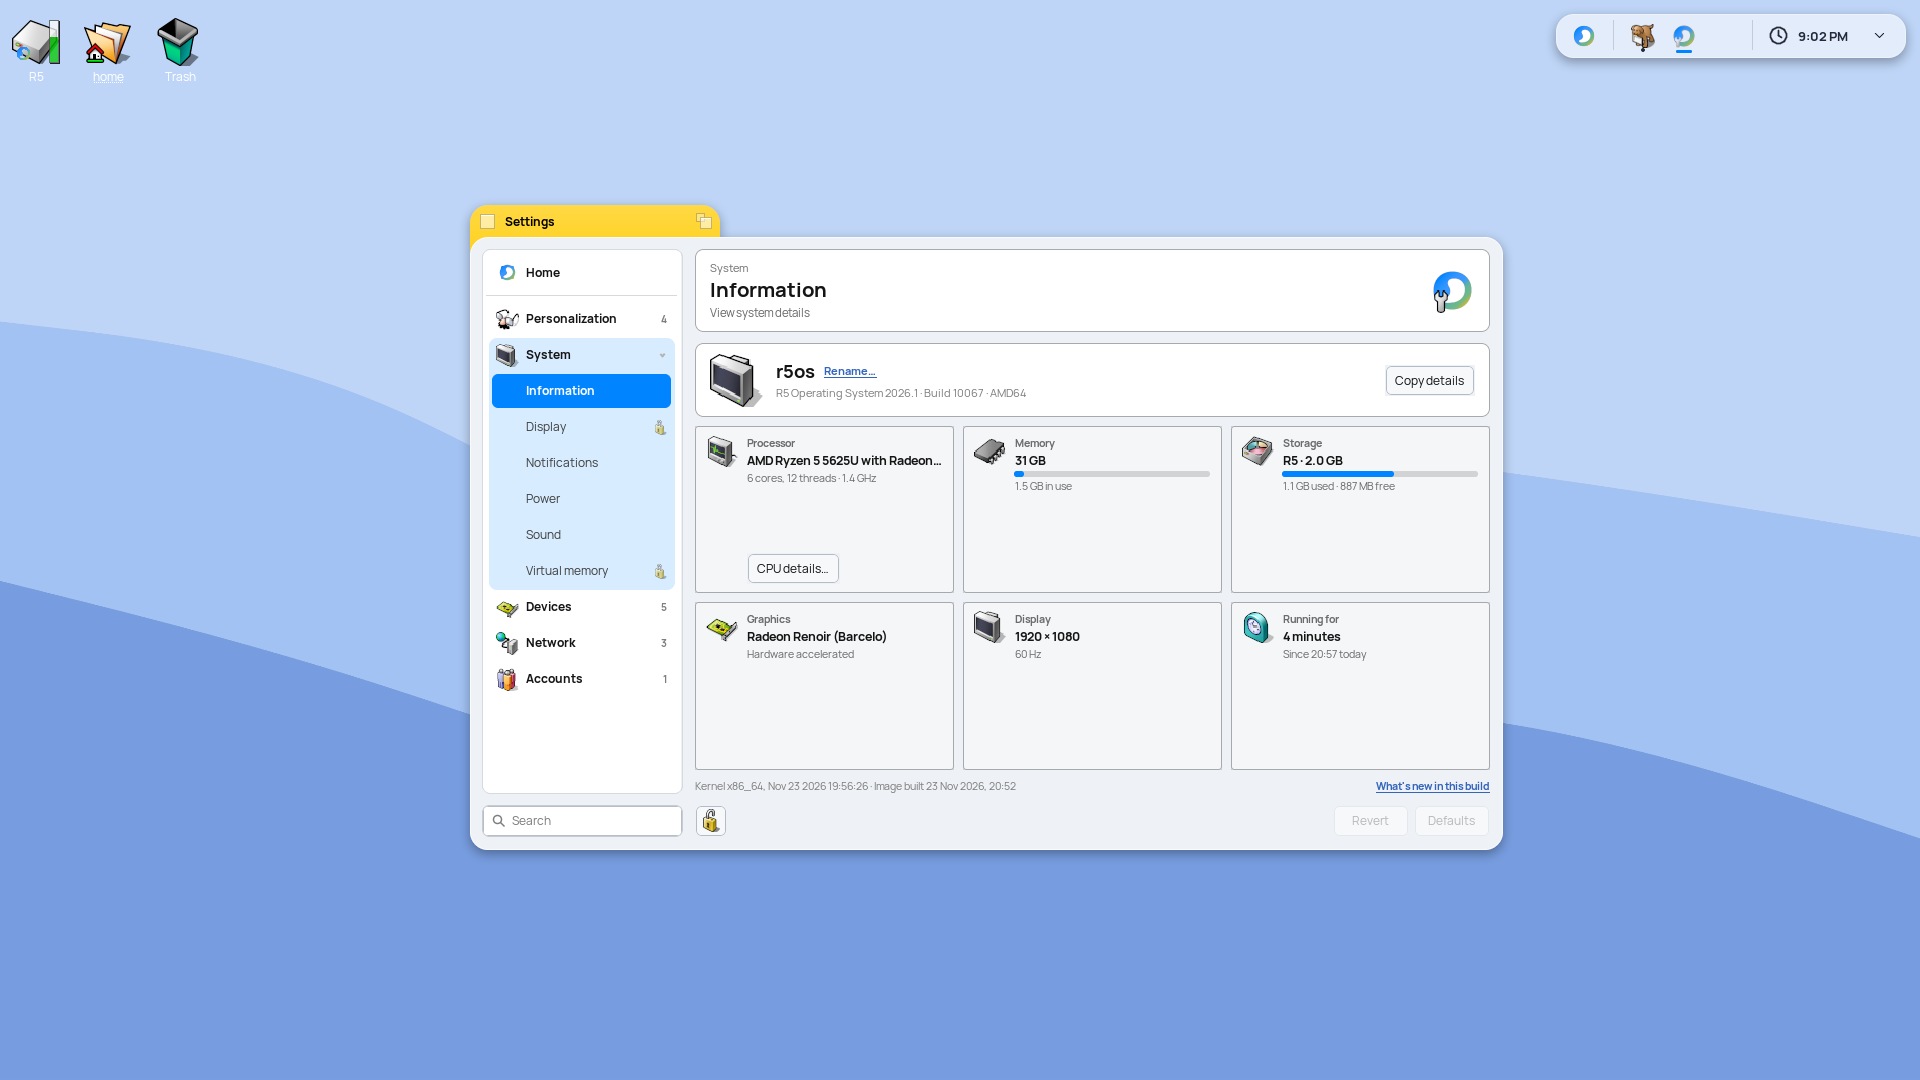 R5
home
Trash
9:02 PM
Settings
Home
Personalization 4
System
Information
Display
Notifications
Power
Sound
Virtual memory
Devices 5
Network 3
Accounts 1
Search
System
Information
View system details
r5os Rename...
R5 Operating System 2026.1 · Build 10067 · AMD64
Copy details
Processor
AMD Ryzen 5 5625U with Radeon...
6 cores, 12 threads · 1.4 GHz
CPU details...
Memory
31 GB
1.5 GB in use
Storage
R5 · 2.0 GB
1.1 GB used · 887 MB free
Graphics
Radeon Renoir (Barcelo)
Hardware accelerated
Display
1920 × 1080
60 Hz
Running for
4 minutes
Since 20:57 today
Kernel x86_64, Nov 23 2026 19:56:26 · Image built 23 Nov 2026, 20:52
What's new in this build
Revert
Defaults